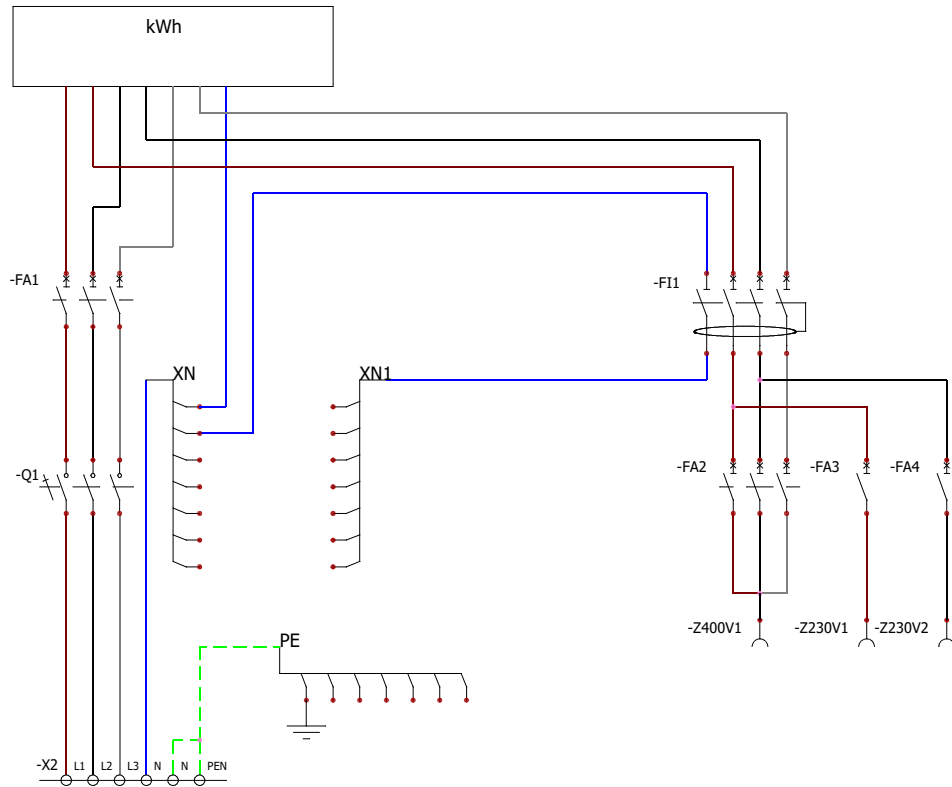 kWh
-FA1
-FI1
XN
XN1
-Q1
-FA2
-FA3
-FA4
-Z400V1
-Z230V1
-Z230V2
PE
-X2
L1
L2
L3
N
N
PEN